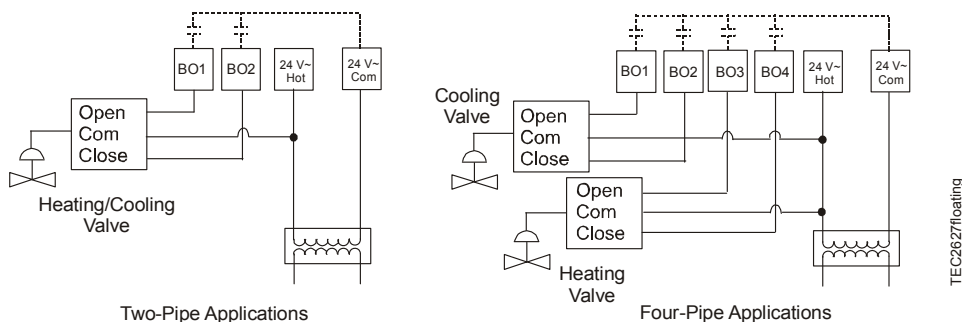 BO1
BO2
24 V~
Hot
24 V~
Com
Open
Com
Close
Heating/Cooling
Valve
Two-Pipe Applications
BO1
BO2
BO3
BO4
24 V~
Hot
24 V~
Com
Cooling
Valve
Open
Com
Close
Open
Com
Close
Heating
Valve
Four-Pipe Applications
TEC2627floating